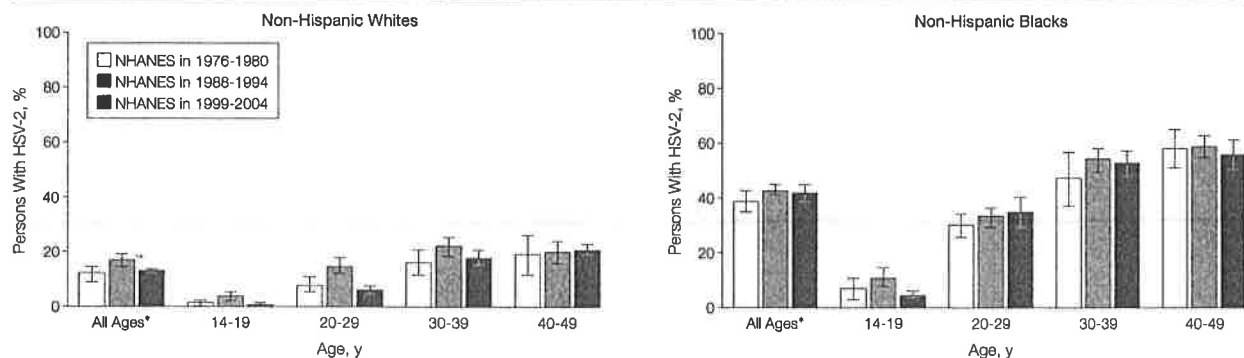 Non-Hispanic Whites
100
80
60
40
20
0
Persons With HSV-2, %
NHANES in 1976-1980
NHANES in 1988-1994
NHANES in 1999-2004
All Ages*
14-19
20-29
30-39
40-49
Age, y
Non-Hispanic Blacks
100
80
60
40
20
0
Persons With HSV-2, %
All Ages*
14-19
20-29
30-39
40-49
Age, y